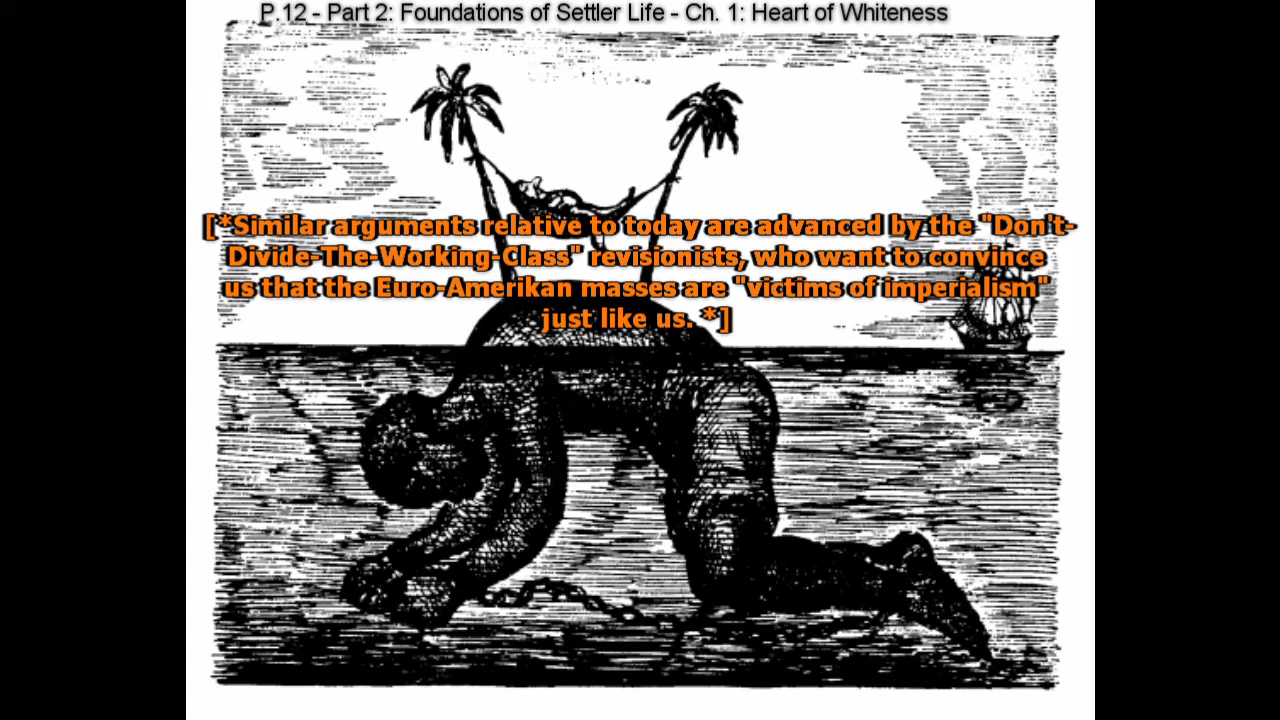 P.12 - Part 2: Foundations of Settler Life - Ch. 1: Heart of Whiteness
[*Similar arguments relative to today are advanced by the "Don't-
Divide-The-Working-Class" revisionists, who want to convince
us that the Euro-Amerikan masses are "victims of imperialism"
just like us. *]